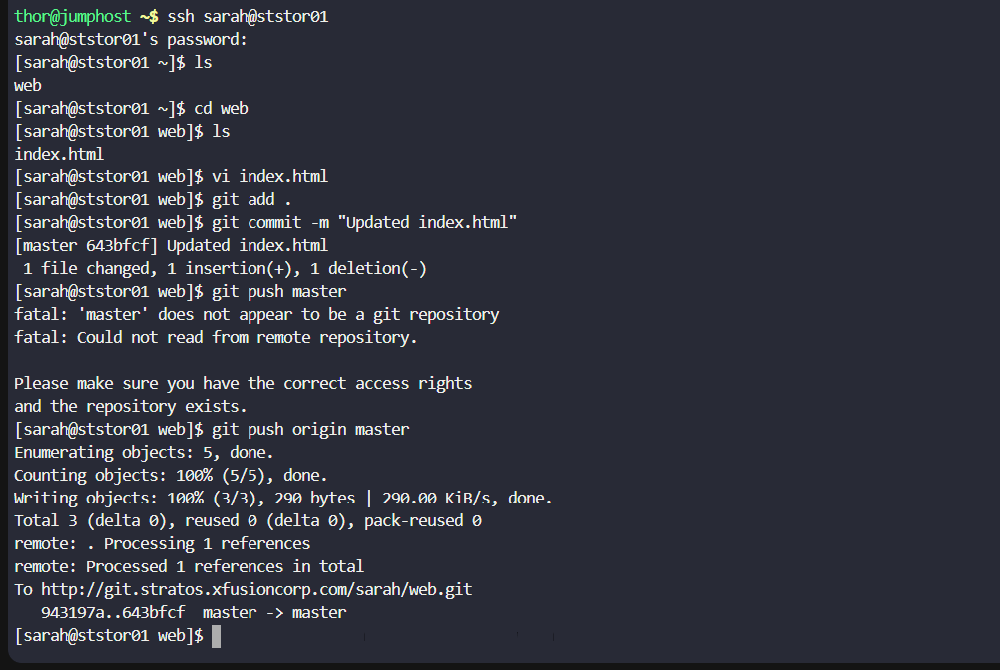 thor@jumphost ~$ ssh sarah@ststor01
sarah@ststor01's password:
[sarah@ststor01 ~]$ ls
web
[sarah@ststor01 ~]$ cd web
[sarah@ststor01 web]$ ls
index.html
[sarah@ststor01 web]$ vi index.html
[sarah@ststor01 web]$ git add .
[sarah@ststor01 web]$ git commit -m "Updated index.html"
[master 643bfcf] Updated index.html
 1 file changed, 1 insertion(+), 1 deletion(-)
[sarah@ststor01 web]$ git push master
fatal: 'master' does not appear to be a git repository
fatal: Could not read from remote repository.

Please make sure you have the correct access rights
and the repository exists.
[sarah@ststor01 web]$ git push origin master
Enumerating objects: 5, done.
Counting objects: 100% (5/5), done.
Writing objects: 100% (3/3), 290 bytes | 290.00 KiB/s, done.
Total 3 (delta 0), reused 0 (delta 0), pack-reused 0
remote: . Processing 1 references
remote: Processed 1 references in total
To http://git.stratos.xfusioncorp.com/sarah/web.git
   943197a..643bfcf  master -> master
[sarah@ststor01 web]$